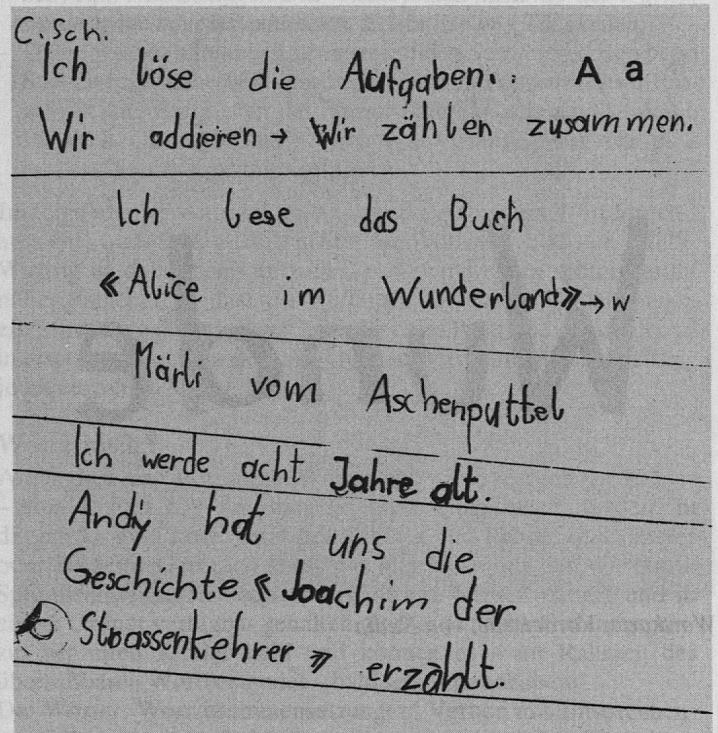 C. Sch.
Ich löse die Aufgaben. : A a
Wir addieren → Wir zählen zusammen.
Ich lese das Buch
« Alice im Wunderland » → w
Märli vom Aschenputtel
Ich werde acht Jahre alt.
Andy hat uns die
Geschichte « Joachim der
Strassenkehrer » erzählt.